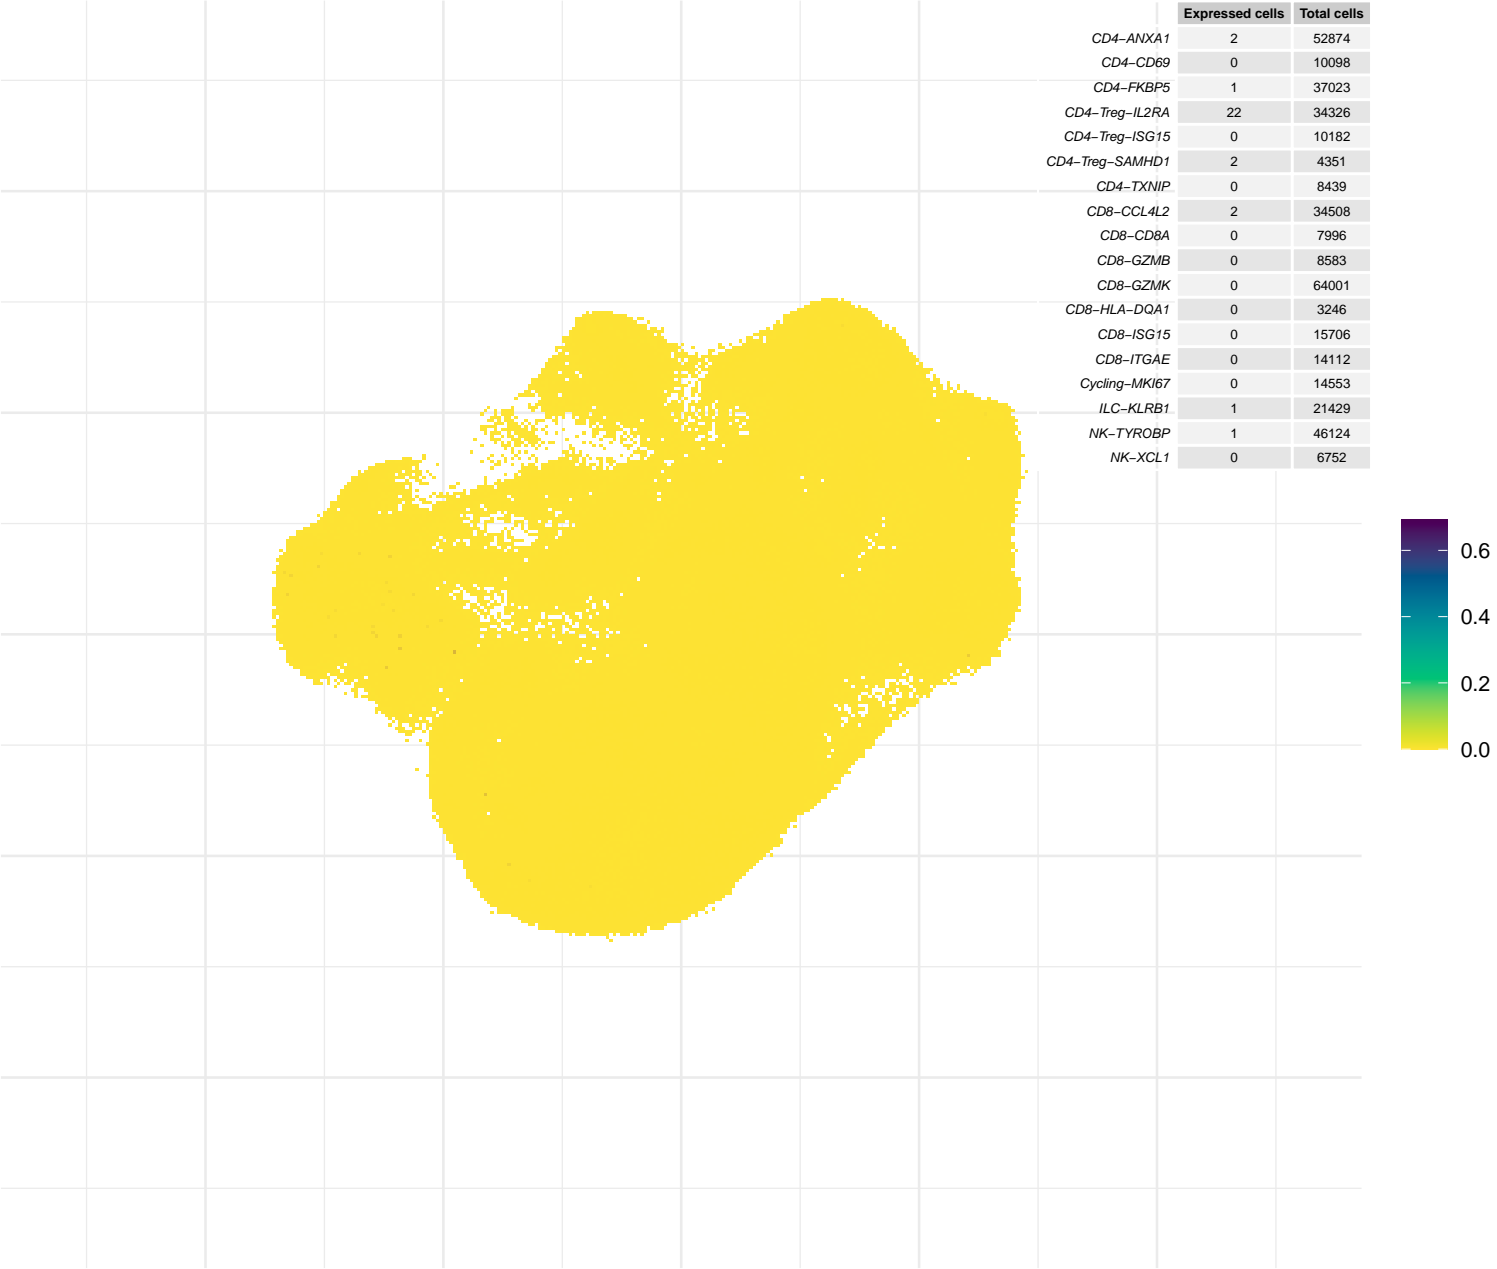 Expressed cells Total cells
CD4−ANXA1 2 52874
CD4−CD69 0 10098
CD4−FKBP5 1 37023
CD4−Treg−IL2RA 22 34326
CD4−Treg−ISG15 0 10182
CD4−Treg−SAMHD1 2 4351
CD4−TXNIP 0 8439
CD8−CCL4L2 2 34508
CD8−CD8A 0 7996
CD8−GZMB 0 8583
CD8−GZMK 0 64001
CD8−HLA−DQA1 0 3246
CD8−ISG15 0 15706
CD8−ITGAE 0 14112
Cycling−MKI67 0 14553
ILC−KLRB1 1 21429
NK−TYROBP 1 46124
NK−XCL1 0 6752
0.6
0.4
0.2
0.0